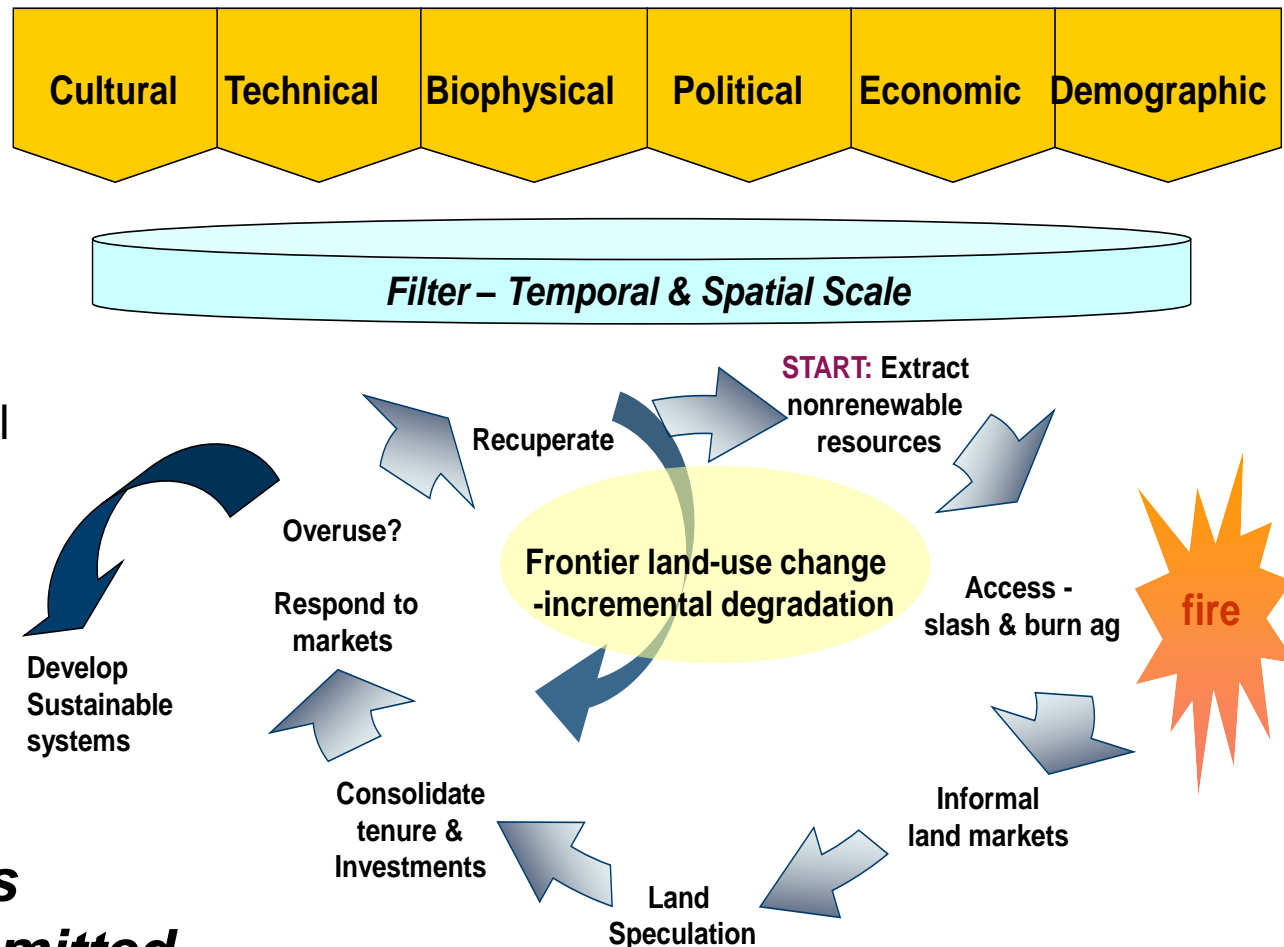 Cultural
Technical
Biophysical
Political
Economic
Demographic
Filter – Temporal & Spatial Scale
START: Extract
nonrenewable
resources
Recuperate
Overuse?
Respond to
markets
Frontier land-use change
-incremental degradation
Access -
slash & burn ag
fire
Develop
Sustainable
systems
Consolidate
tenure &
Investments
Informal
land markets
Land
Speculation